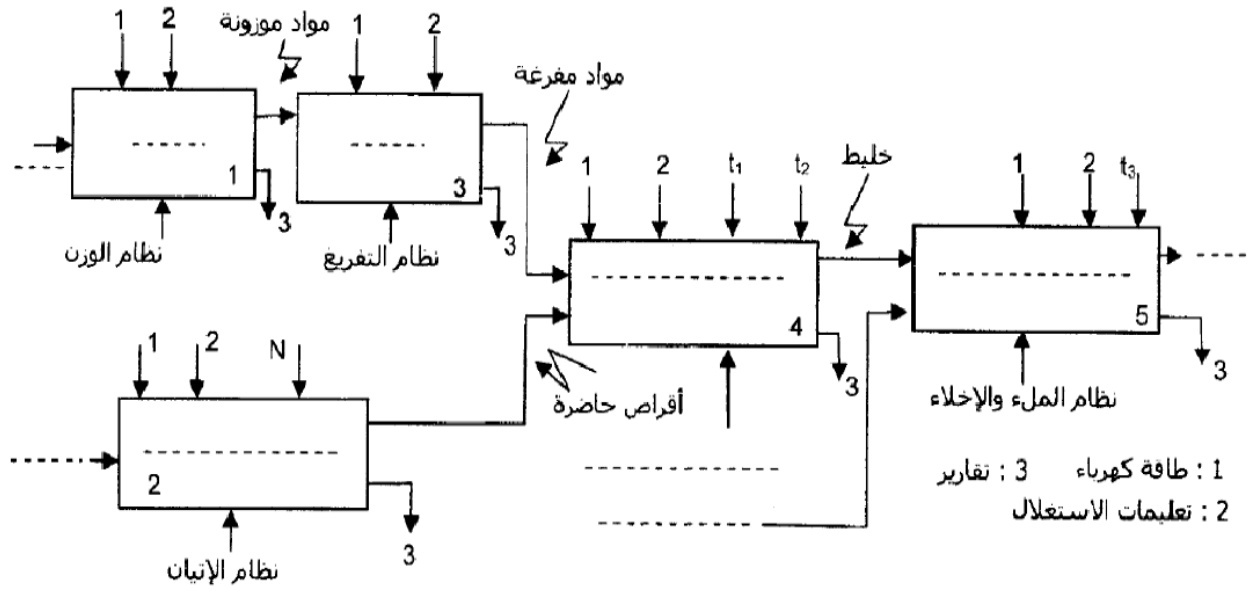 1 2 مواد موزونة 1 2
مواد مفرغة
1 3
3 3
نظام الوزن نظام التفريغ
1 2 t₁ t₂ خليط 1 2 t₃
4 5
3 3
1 2 N
أقراص حاضرة نظام الملء والإخلاء
2
3
نظام الإتيان
1 : طاقة كهرباء 3 : تقارير
2 : تعليمات الاستغلال